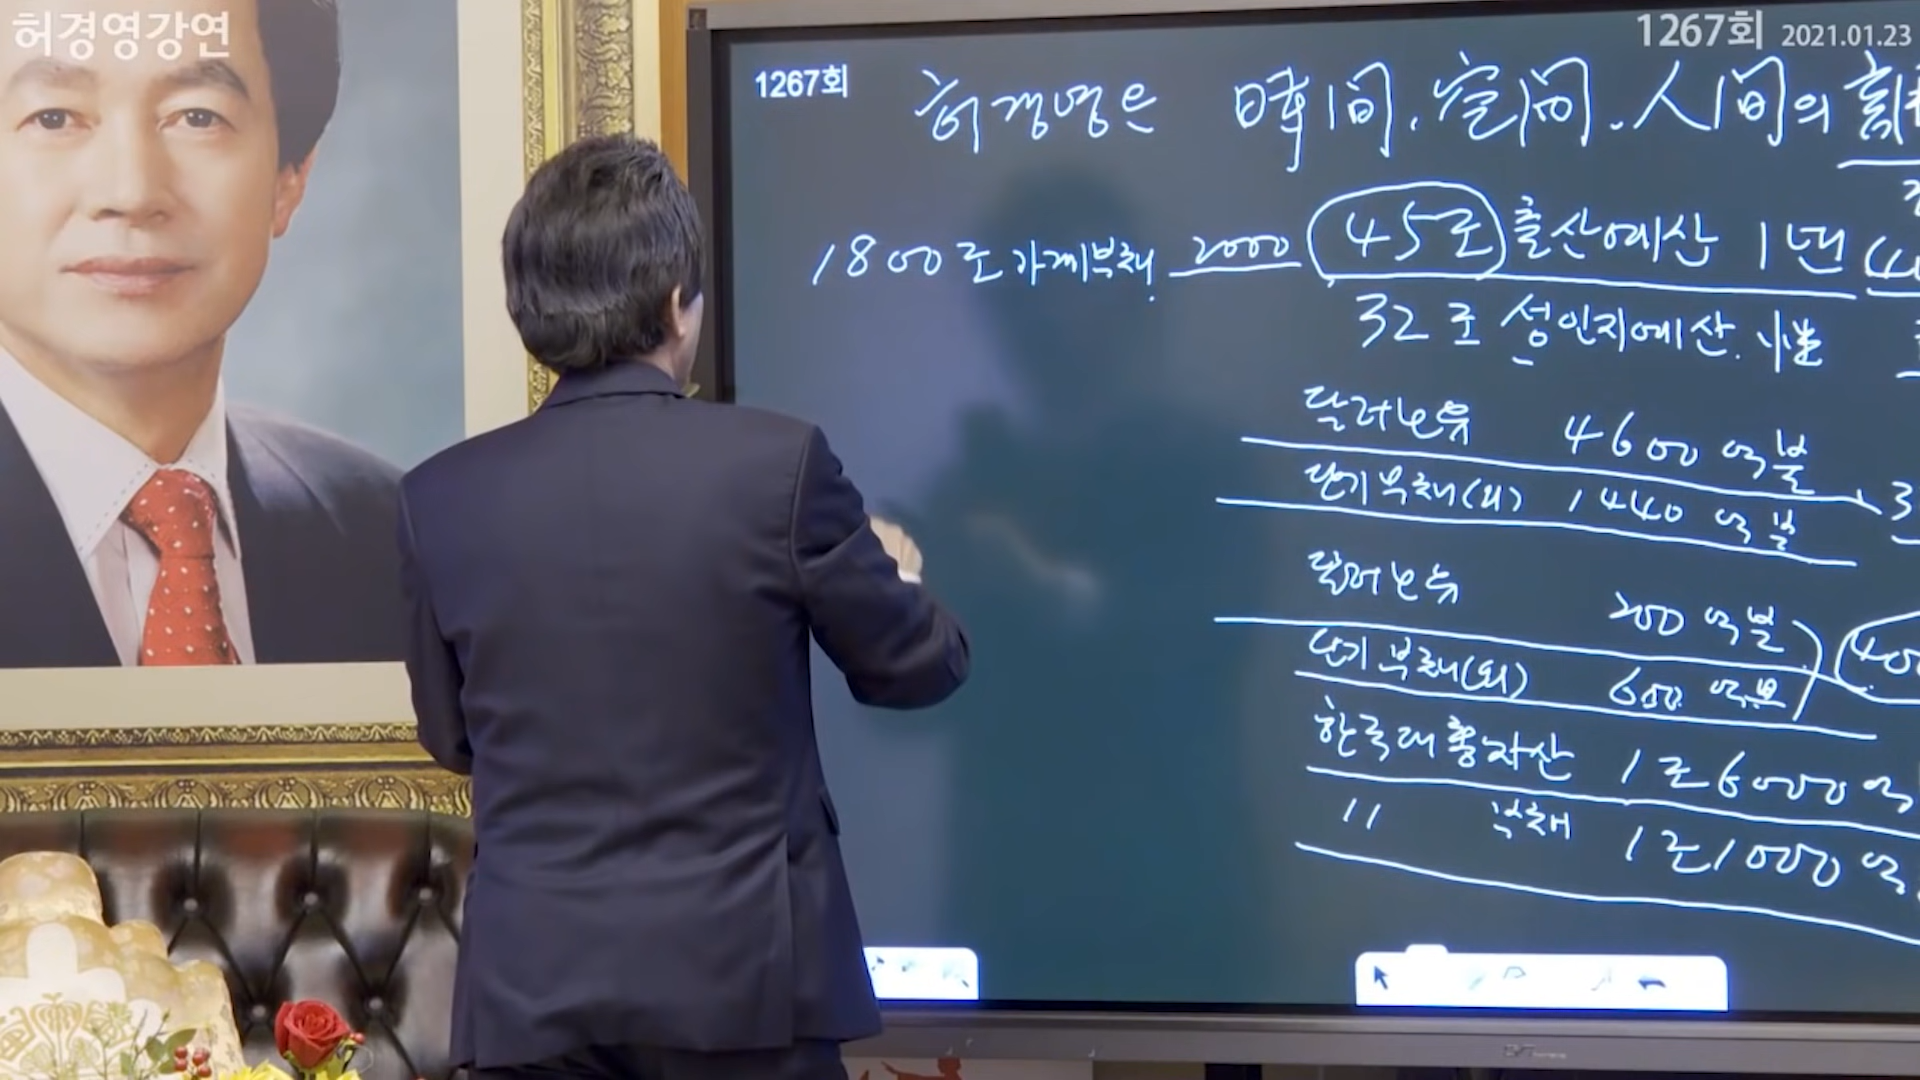 허경영강연
1267회 2021.01.23
1267회
허경영은 時間. 空間. 人間의
1800조 가계부채. 2000 45조 출산예산 1년
32조 성인지예산. 性
달러보유 4600억불
단기부채(외) 1440억불
달러보유 200억불
단기부채(외) 600억불
한국대황자산 1조6000억
〃 부채 1조1000억